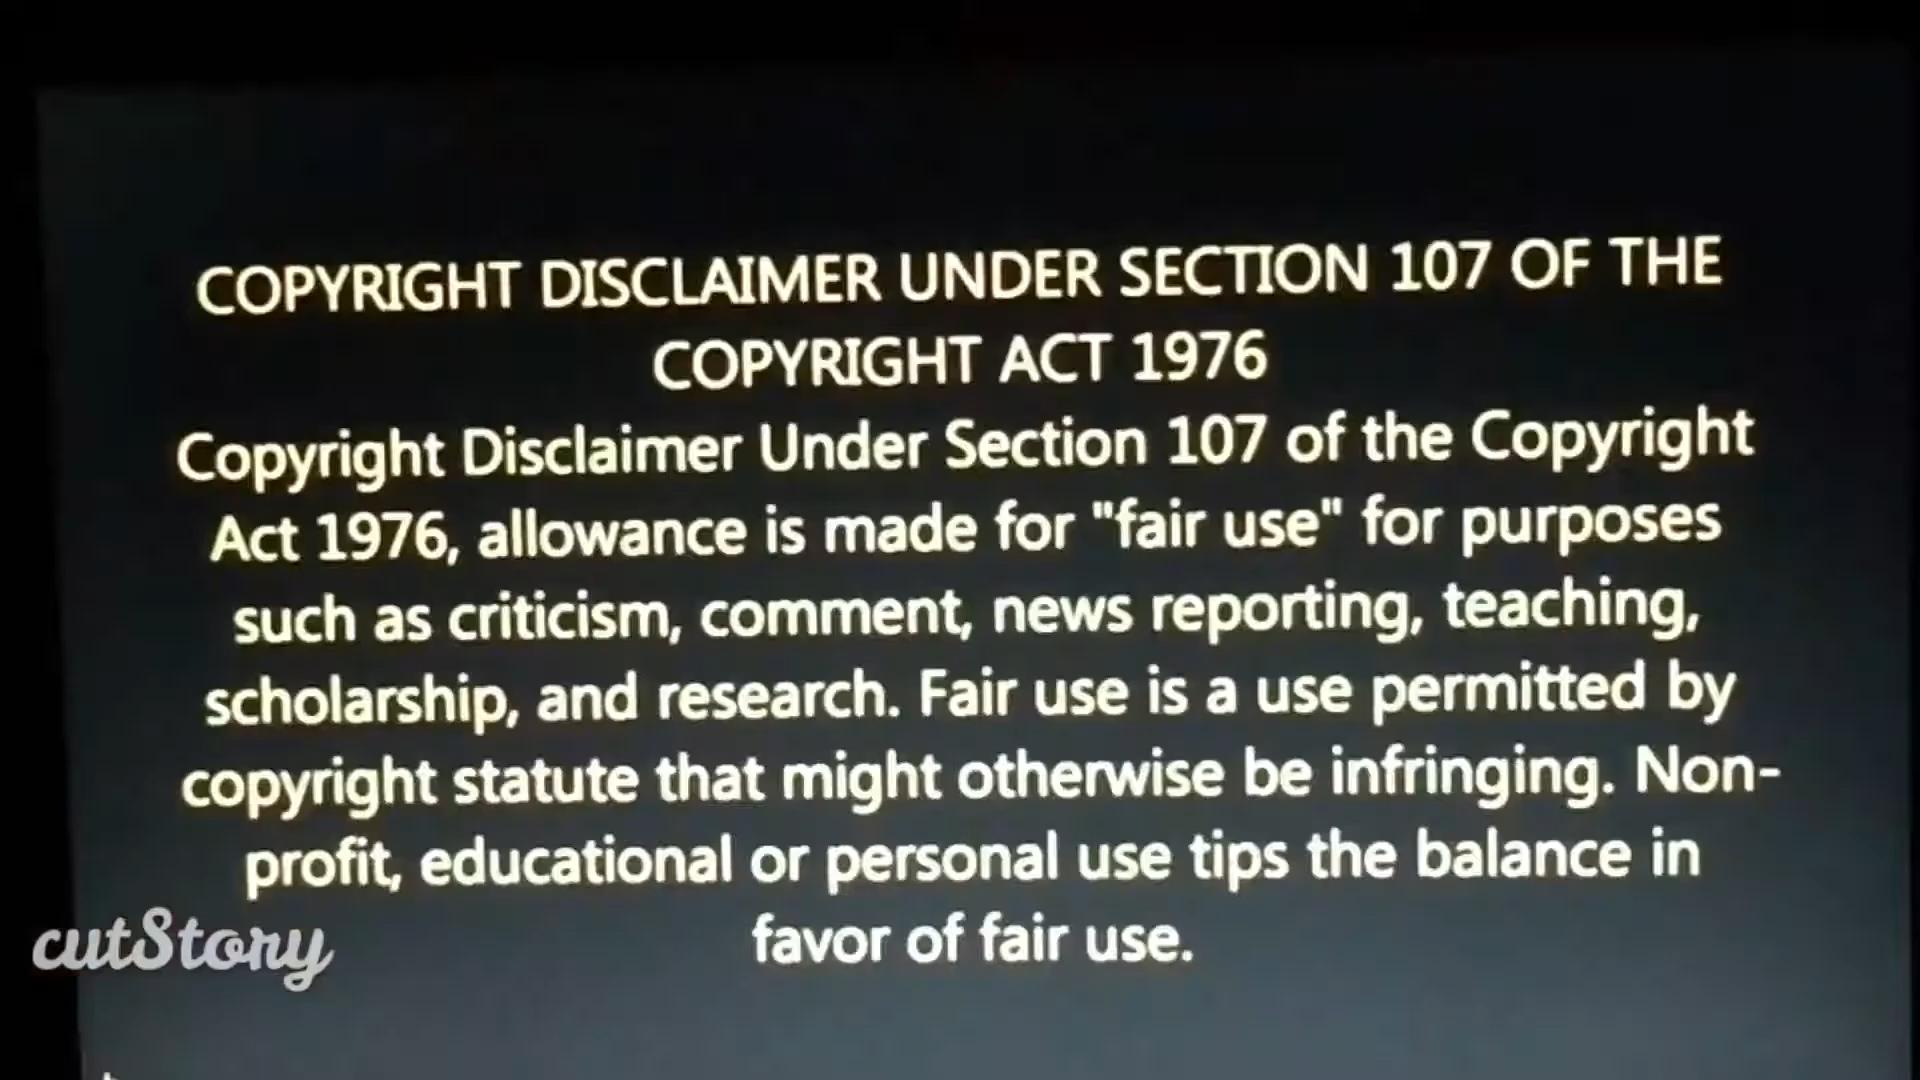 COPYRIGHT DISCLAIMER UNDER SECTION 107 OF THE
COPYRIGHT ACT 1976
Copyright Disclaimer Under Section 107 of the Copyright
Act 1976, allowance is made for "fair use" for purposes
such as criticism, comment, news reporting, teaching,
scholarship, and research. Fair use is a use permitted by
copyright statute that might otherwise be infringing. Non-
profit, educational or personal use tips the balance in
favor of fair use.
cutStory